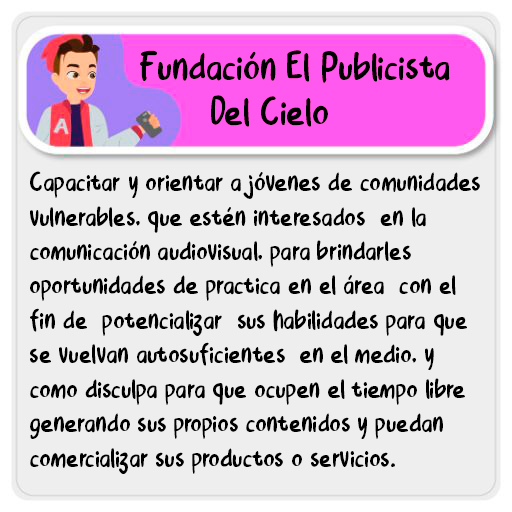 Fundación El Publicista
Del Cielo
A
Capacitar y orientar a jóvenes de comunidades
vulnerables. que estén interesados en la
comunicación audiovisual. para brindarles
oportunidades de practica en el área con el
fin de potencializar sus habilidades para que
se vuelvan autosuficientes en el medio. y
como disculpa para que ocupen el tiempo libre
generando sus propios contenidos y puedan
comercializar sus productos o servicios.